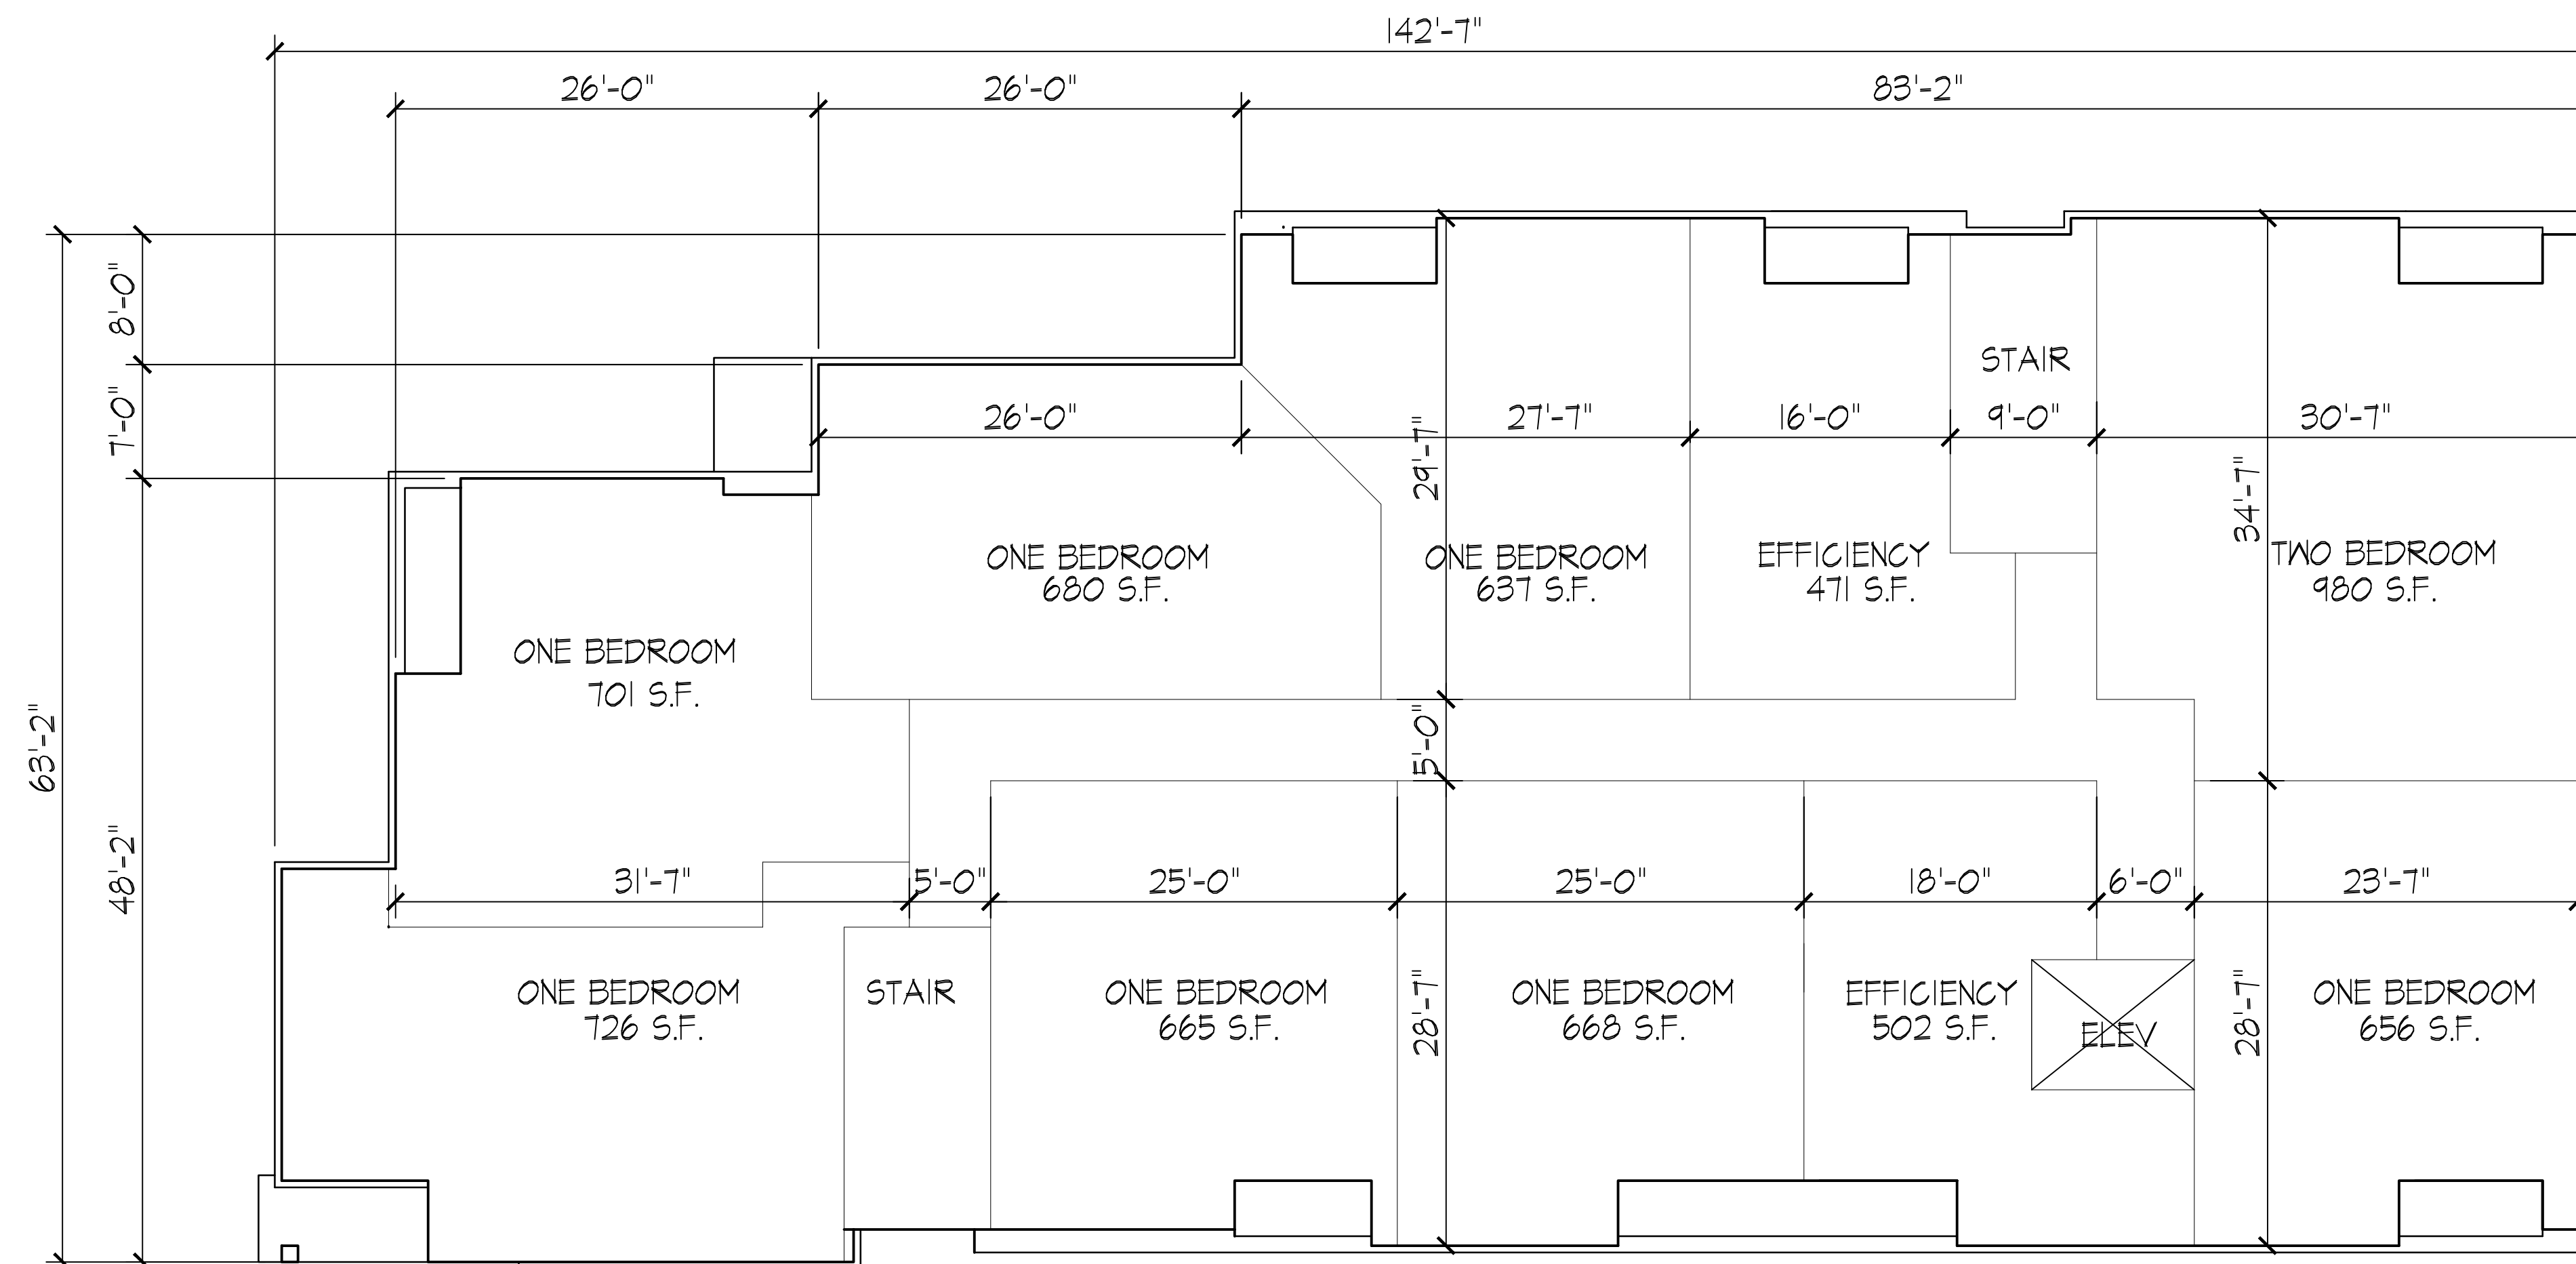 142'-7"
26'-0"
26'-0"
83'-2"
8'-0"
7'-0"
48'-2"
63'-2"
STAIR
26'-0"
27'-7"
16'-0"
9'-0"
30'-7"
29'-7"
34'-7"
ONE BEDROOM
680 S.F.
ONE BEDROOM
637 S.F.
EFFICIENCY
471 S.F.
TWO BEDROOM
980 S.F.
ONE BEDROOM
701 S.F.
5'-0"
31'-7"
5'-0"
25'-0"
25'-0"
18'-0"
6'-0"
23'-7"
ONE BEDROOM
726 S.F.
STAIR
ONE BEDROOM
665 S.F.
28'-7"
ONE BEDROOM
668 S.F.
EFFICIENCY
502 S.F.
ELEV
28'-7"
ONE BEDROOM
656 S.F.